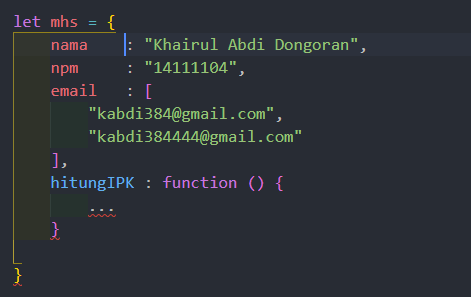 let mhs = {
nama : "Khairul Abdi Dongoran",
npm : "14111104",
email : [
"kabdi384@gmail.com",
"kabdi384444@gmail.com"
],
hitungIPK : function () {
...
}
}